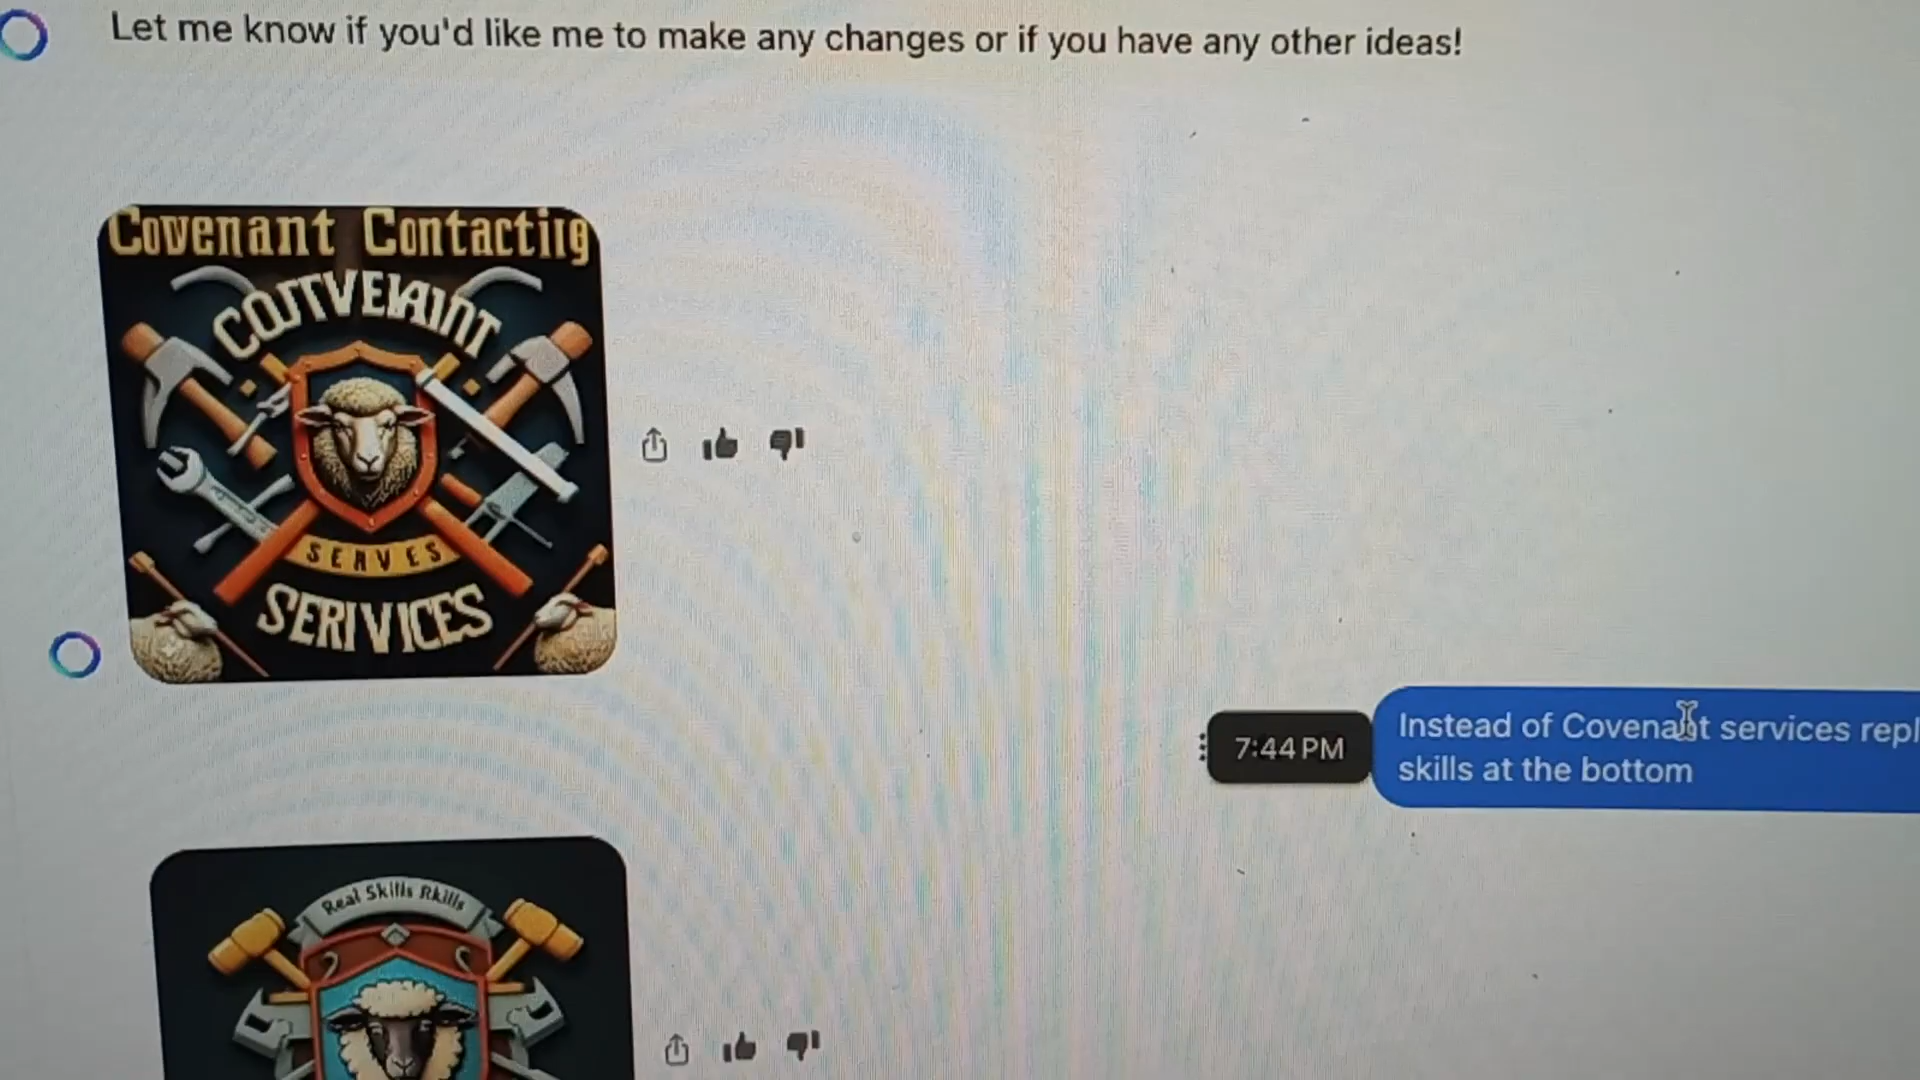 Let me know if you'd like me to make any changes or if you have any other ideas!
Covenant Contactiig
COITVEIAINT
SERVES
SERIVICES
7:44 PM
Instead of Covenant services repl
skills at the bottom
Real Skills Rkills